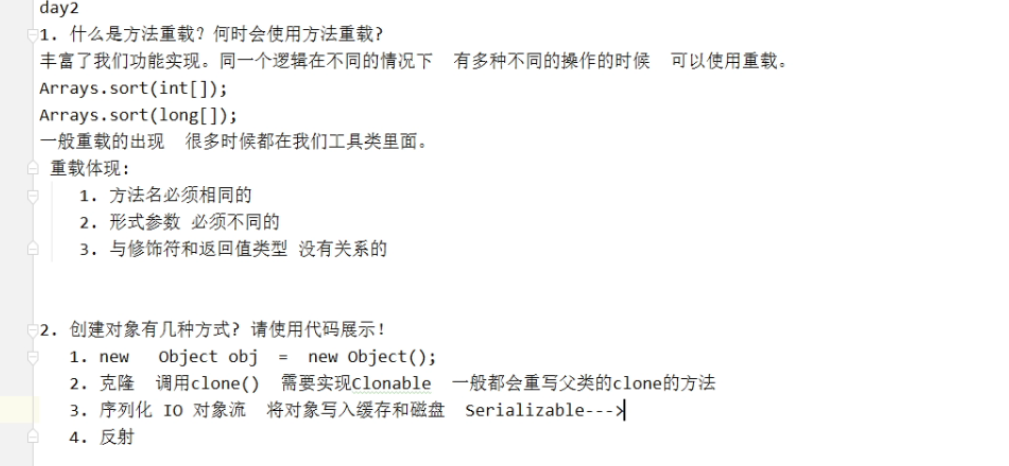 day2
1. 什么是方法重载？何时会使用方法重载?
丰富了我们功能实现。同一个逻辑在不同的情况下 有多种不同的操作的时候 可以使用重载。
Arrays.sort(int[]);
Arrays.sort(long[]);
一般重载的出现 很多时候都在我们工具类里面。
重载体现:
1. 方法名必须相同的
2. 形式参数 必须不同的
3. 与修饰符和返回值类型 没有关系的
2. 创建对象有几种方式? 请使用代码展示!
1. new Object obj = new Object();
2. 克隆 调用clone() 需要实现Clonable 一般都会重写父类的clone的方法
3. 序列化 IO 对象流 将对象写入缓存和磁盘 Serializable--->
4. 反射